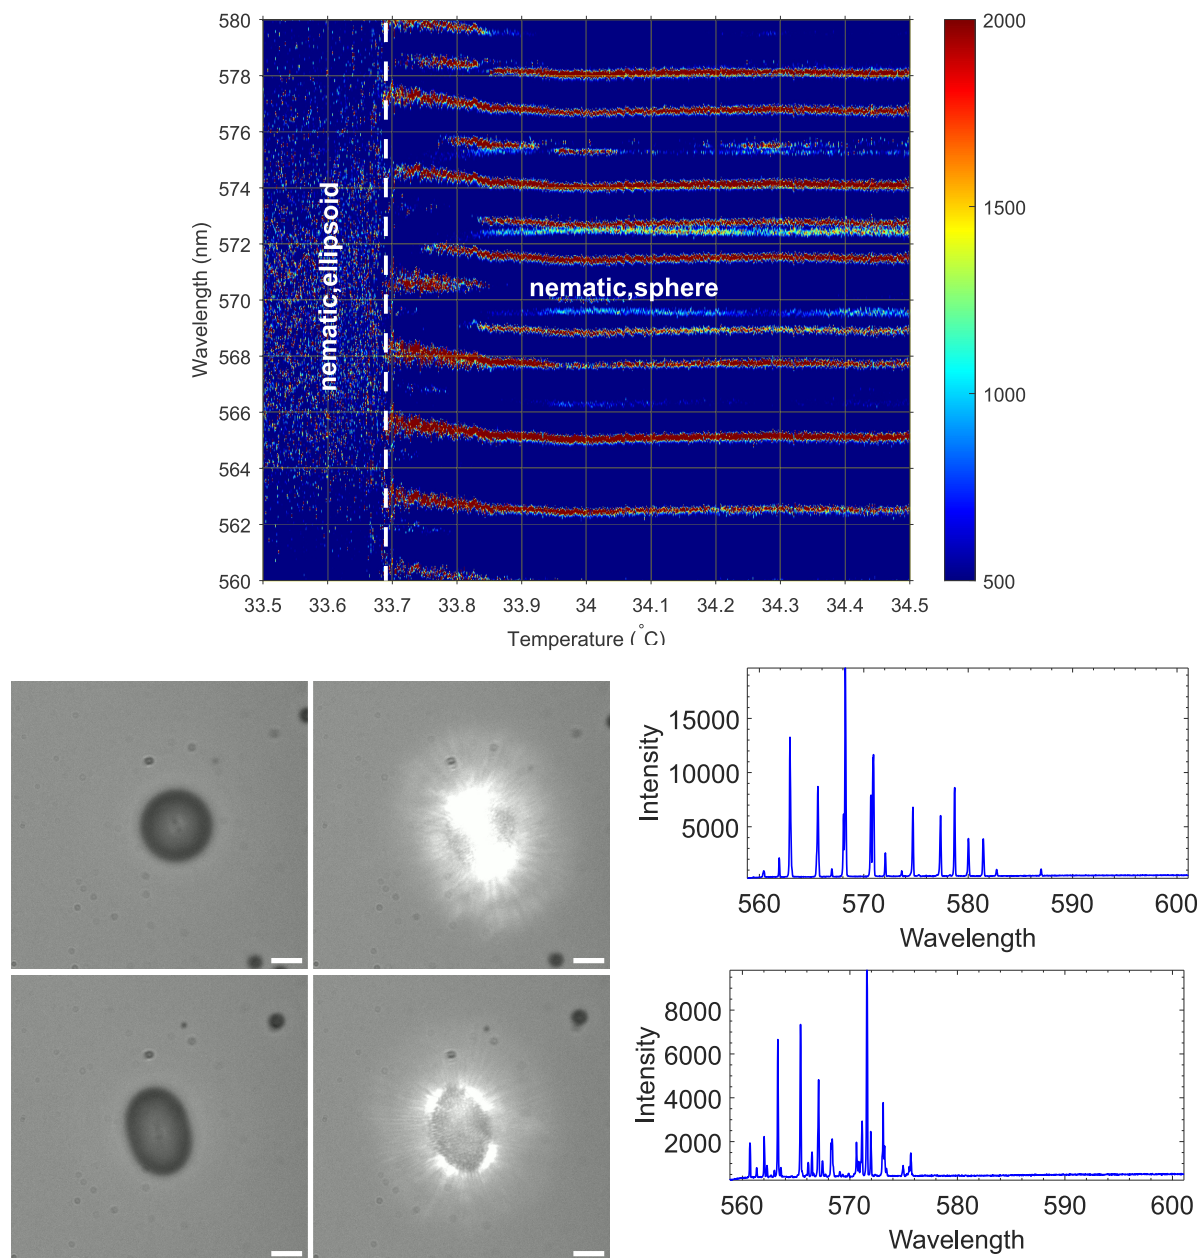 580
578
576
574
572
570
568
566
564
562
560
Wavelength (nm)
nematic,ellipsoid
nematic,sphere
33.5 33.6 33.7 33.8 33.9 34 34.1 34.2 34.3 34.4 34.5
Temperature (°C)
2000
1500
1000
500
15000
10000
5000
Intensity
560 570 580 590 600
Wavelength
8000
6000
4000
2000
Intensity
560 570 580 590 600
Wavelength